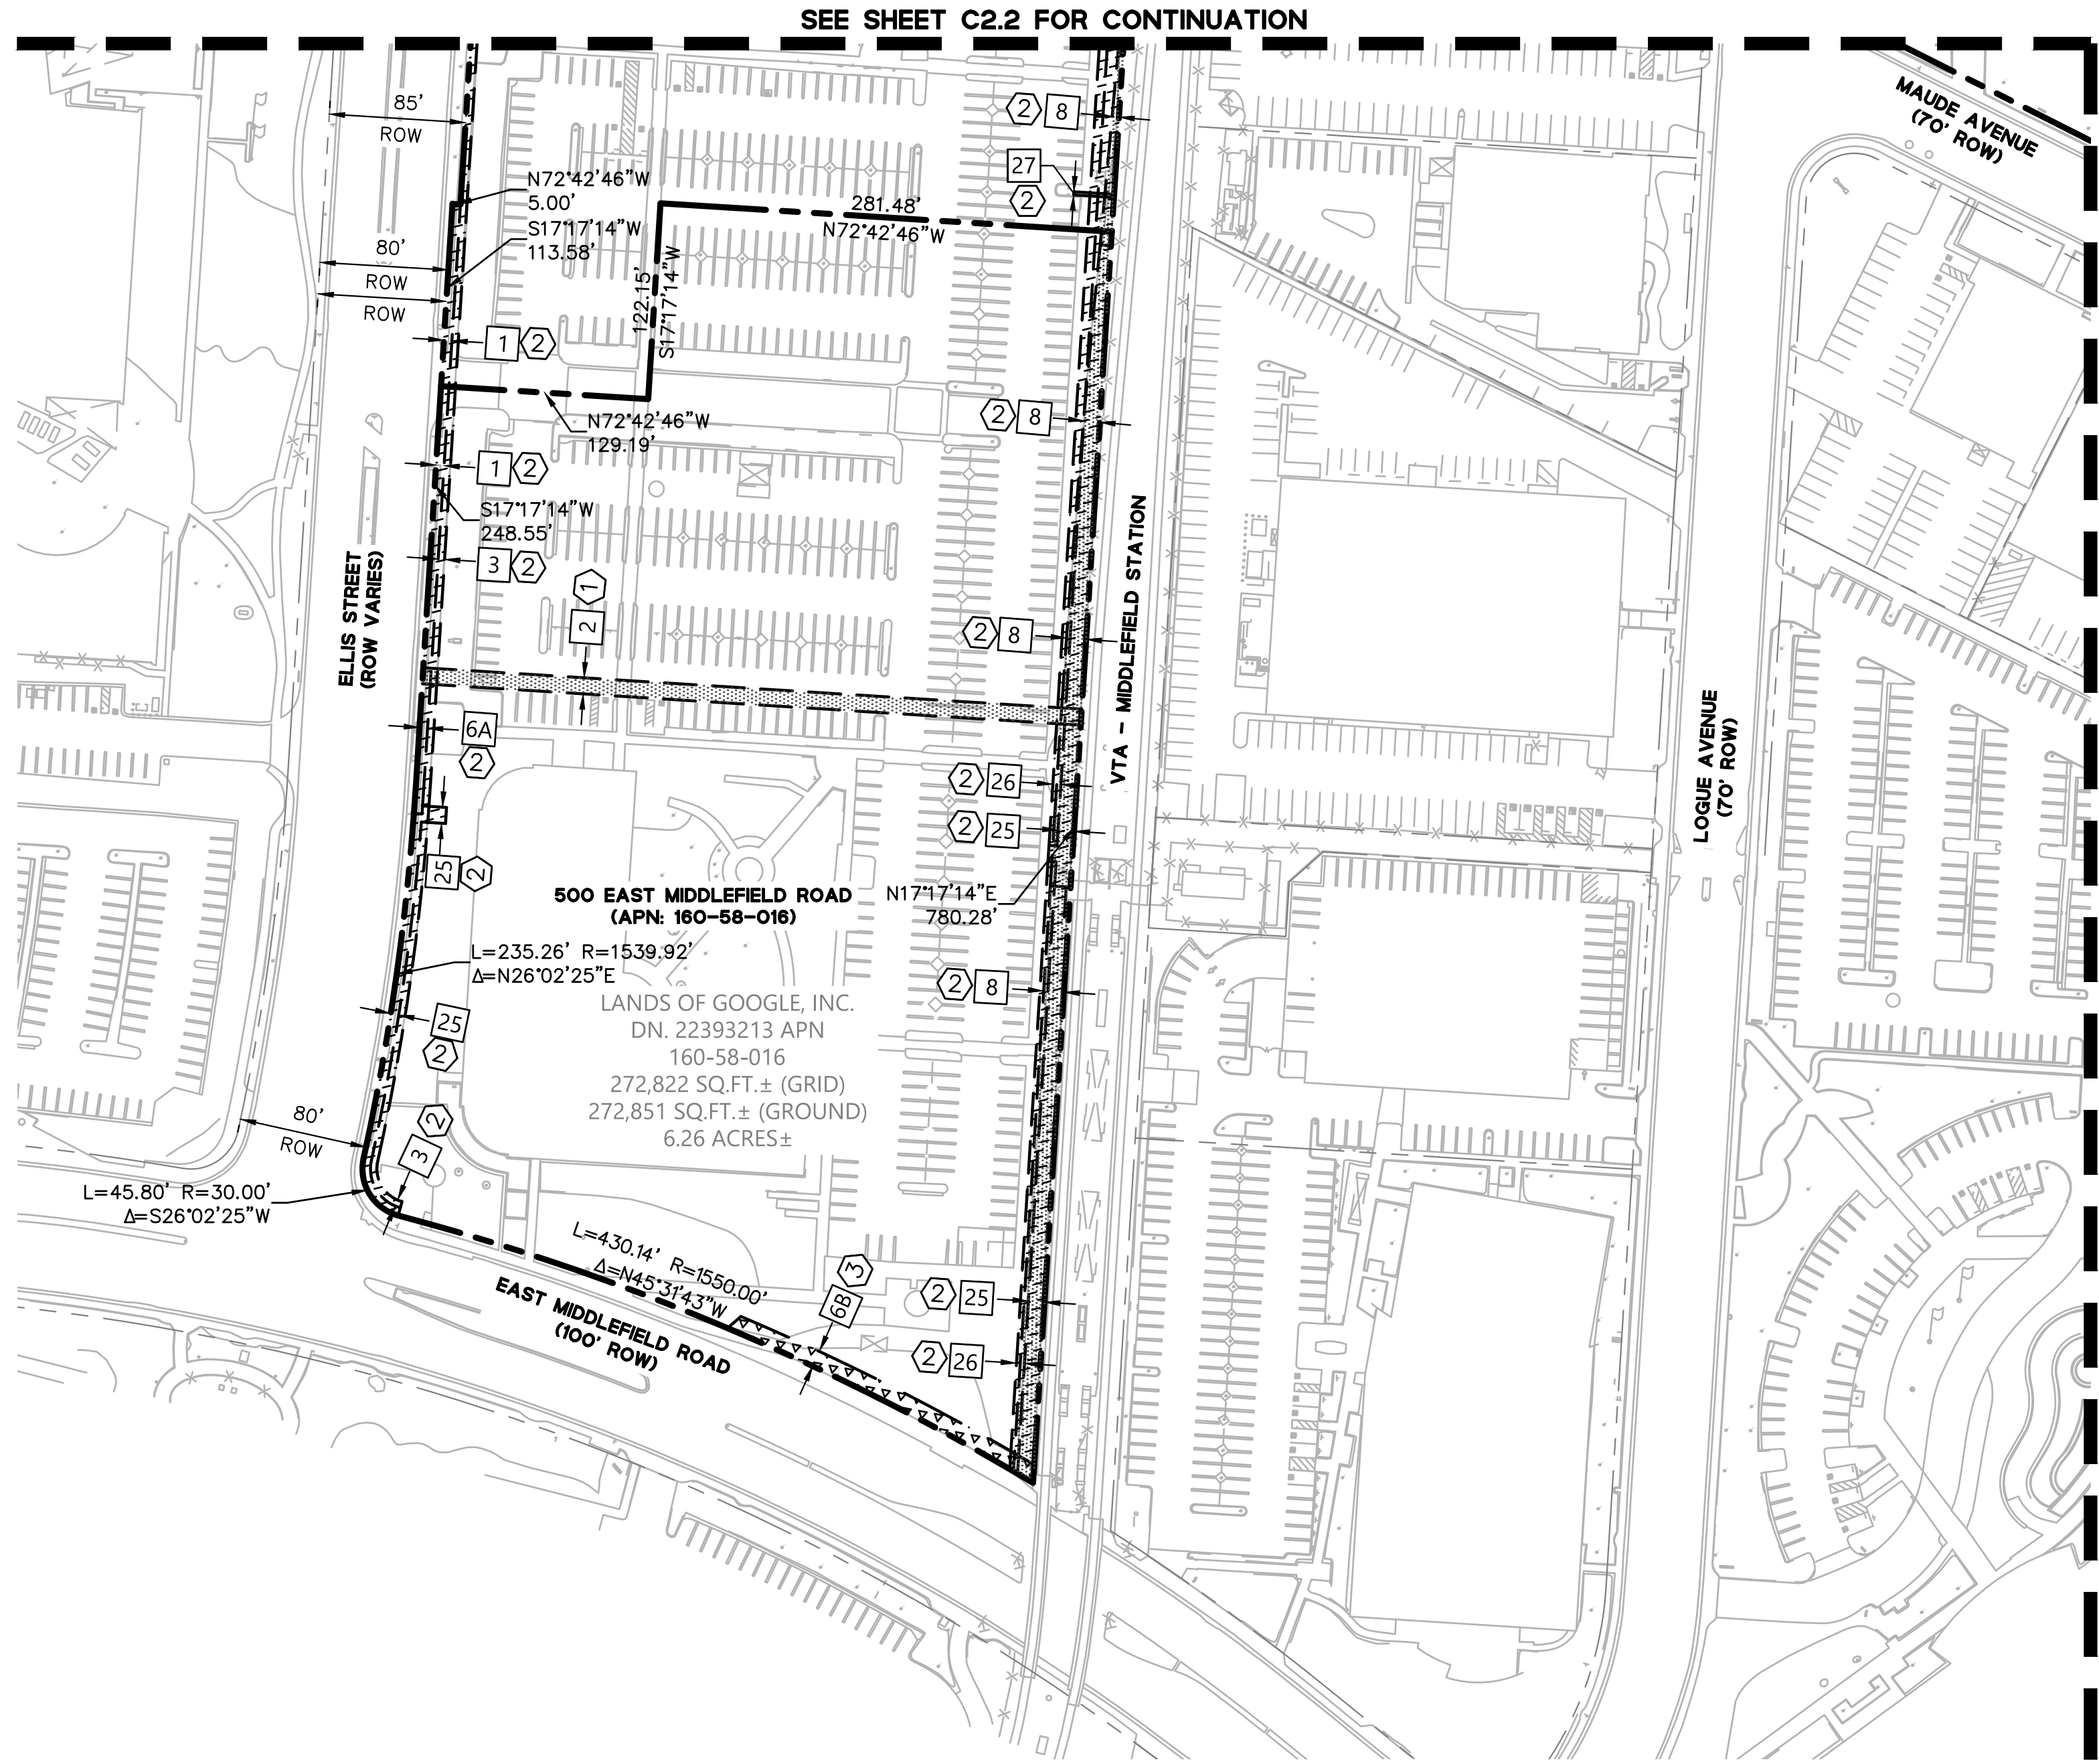 SEE SHEET C2.2 FOR CONTINUATION
MAUDE AVENUE
(70' ROW)
85'
ROW
2 8
27
2
N72°42'46"W
5.00'
281.48'
N72°42'46"W
S17°17'14"W
113.58'
80'
ROW
ROW
122.15'
S17°17'14"W
1 2
2 8
N72°42'46"W
129.19'
1 2
S17°17'14"W
248.55'
3 2
ELLIS STREET
(ROW VARIES)
2 1
2 8
VTA - MIDDLEFIELD STATION
LOGUE AVENUE
(70' ROW)
6A
2
2 26
2 25
25 2
500 EAST MIDDLEFIELD ROAD
(APN: 160-58-016)
N17°17'14"E
780.28'
L=235.26' R=1539.92'
Δ=N26°02'25"E
2 8
LANDS OF GOOGLE, INC.
DN. 22393213 APN
160-58-016
272,822 SQ.FT.± (GRID)
272,851 SQ.FT.± (GROUND)
6.26 ACRES±
25
2
80'
ROW
3 2
L=45.80' R=30.00'
Δ=S26°02'25"W
L=430.14' R=1550.00'
Δ=N45°31'43"W
6B 3
2 25
EAST MIDDLEFIELD ROAD
(100' ROW)
2 26